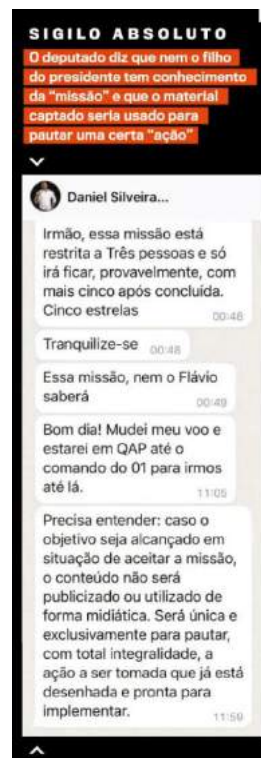 SIGILO ABSOLUTO
O deputado diz que nem o filho
do presidente tem conhecimento
da "missão" e que o material
captado seria usado para
pautar uma certa "ação"
Daniel Silveira...
Irmão, essa missão está
restrita a Três pessoas e só
irá ficar, provavelmente, com
mais cinco após concluída.
Cinco estrelas
00:48
Tranquilize-se 00:48
Essa missão, nem o Flávio
saberá
00:49
Bom dia! Mudei meu voo e
estarei em QAP até o
comando do 01 para irmos
até lá.
11:05
Precisa entender: caso o
objetivo seja alcançado em
situação de aceitar a missão,
o conteúdo não será
publicizado ou utilizado de
forma midiática. Será única e
exclusivamente para pautar,
com total integralidade, a
ação a ser tomada que já está
desenhada e pronta para
implementar.
11:59